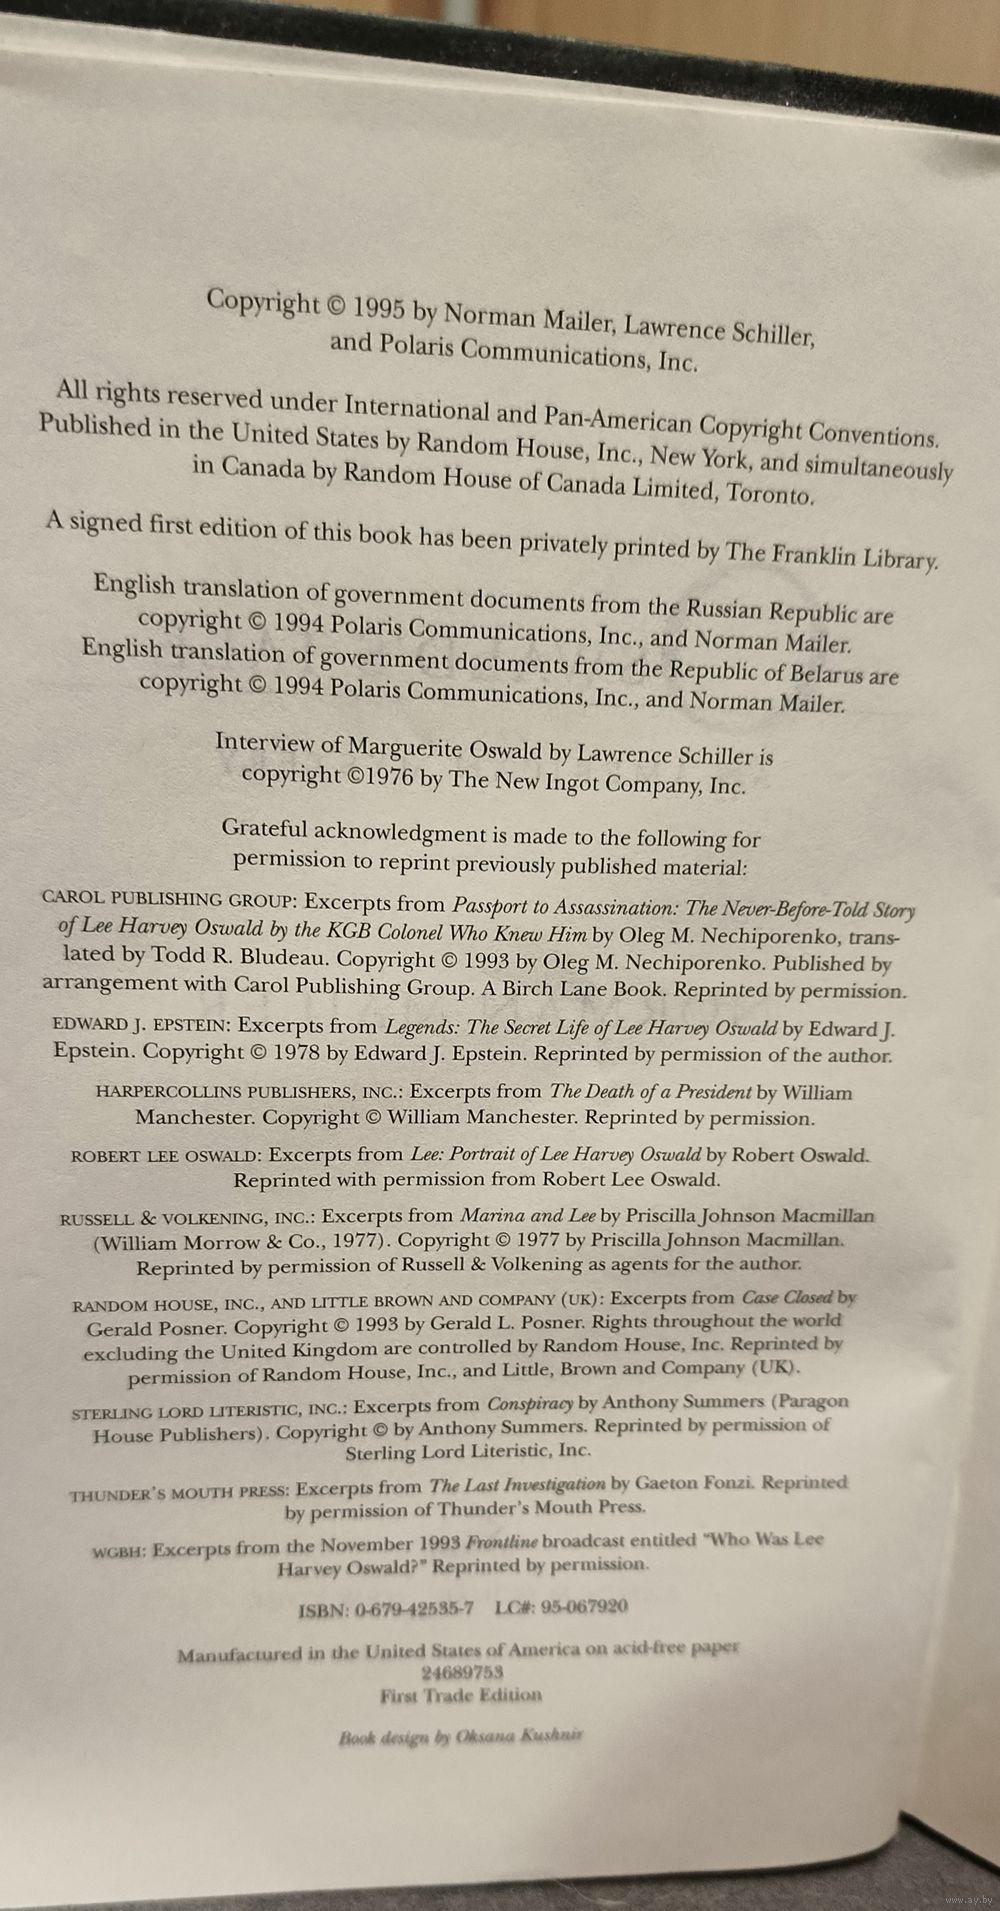 Copyright © 1995 by Norman Mailer, Lawrence Schiller,
and Polaris Communications, Inc.
All rights reserved under International and Pan-American Copyright Conventions.
Published in the United States by Random House, Inc., New York, and simultaneously
in Canada by Random House of Canada Limited, Toronto.
A signed first edition of this book has been privately printed by The Franklin Library.
English translation of government documents from the Russian Republic are
copyright © 1994 Polaris Communications, Inc., and Norman Mailer.
English translation of government documents from the Republic of Belarus are
copyright © 1994 Polaris Communications, Inc., and Norman Mailer.
Interview of Marguerite Oswald by Lawrence Schiller is
copyright ©1976 by The New Ingot Company, Inc.
Grateful acknowledgment is made to the following for
permission to reprint previously published material:
CAROL PUBLISHING GROUP: Excerpts from Passport to Assassination: The Never-Before-Told Story
of Lee Harvey Oswald by the KGB Colonel Who Knew Him by Oleg M. Nechiporenko, trans-
lated by Todd R. Bludeau. Copyright © 1993 by Oleg M. Nechiporenko. Published by
arrangement with Carol Publishing Group. A Birch Lane Book. Reprinted by permission.
EDWARD J. EPSTEIN: Excerpts from Legends: The Secret Life of Lee Harvey Oswald by Edward J.
Epstein. Copyright © 1978 by Edward J. Epstein. Reprinted by permission of the author.
HARPERCOLLINS PUBLISHERS, INC.: Excerpts from The Death of a President by William
Manchester. Copyright © William Manchester. Reprinted by permission.
ROBERT LEE OSWALD: Excerpts from Lee: Portrait of Lee Harvey Oswald by Robert Oswald.
Reprinted with permission from Robert Lee Oswald.
RUSSELL & VOLKENING, INC.: Excerpts from Marina and Lee by Priscilla Johnson Macmillan
(William Morrow & Co., 1977). Copyright © 1977 by Priscilla Johnson Macmillan.
Reprinted by permission of Russell & Volkening as agents for the author.
RANDOM HOUSE, INC., AND LITTLE BROWN AND COMPANY (UK): Excerpts from Case Closed by
Gerald Posner. Copyright © 1993 by Gerald L. Posner. Rights throughout the world
excluding the United Kingdom are controlled by Random House, Inc. Reprinted by
permission of Random House, Inc., and Little, Brown and Company (UK).
STERLING LORD LITERISTIC, INC.: Excerpts from Conspiracy by Anthony Summers (Paragon
House Publishers). Copyright © by Anthony Summers. Reprinted by permission of
Sterling Lord Literistic, Inc.
THUNDER'S MOUTH PRESS: Excerpts from The Last Investigation by Gaeton Fonzi. Reprinted
by permission of Thunder's Mouth Press.
WGBH: Excerpts from the November 1993 Frontline broadcast entitled "Who Was Lee
Harvey Oswald?" Reprinted by permission.
ISBN: 0-679-42535-7 LC#: 95-067920
Manufactured in the United States of America on acid-free paper
24689753
First Trade Edition
Book design by Oksana Kushnir
www.ay.by